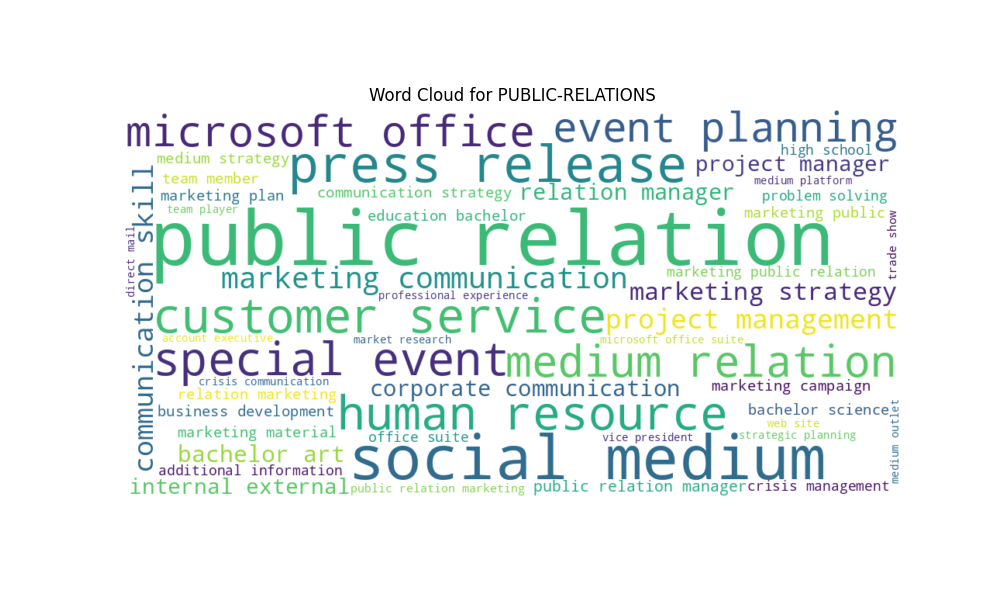 Word Cloud for PUBLIC-RELATIONS
microsoft office
event planning
high school
medium strategy
press release
project manager
team member
medium platform
marketing plan
communication strategy
relation manager
problem solving
team player
education bachelor
marketing public
communication skill
direct mail
public relation
trade show
marketing communication
marketing public relation
professional experience
marketing strategy
customer service
project management
account executive
market research
microsoft office suite
special event
medium relation
crisis communication
corporate communication
marketing campaign
relation marketing
business development
human resource
bachelor science
medium outlet
web site
marketing material
office suite
vice president
strategic planning
bachelor art
social medium
additional information
internal external
public relation marketing
public relation manager
crisis management